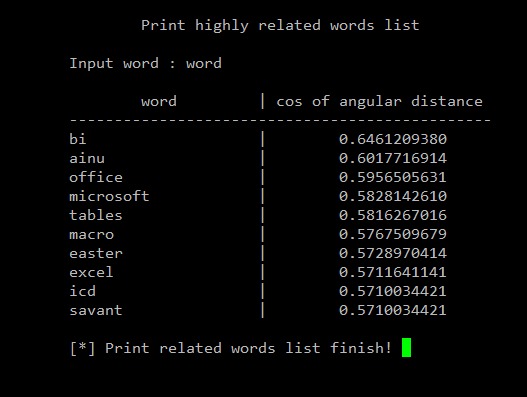 Print highly related words list
Input word : word
word | cos of angular distance
-----------------------------------------------
bi | 0.6461209380
ainu | 0.6017716914
office | 0.5956505631
microsoft | 0.5828142610
tables | 0.5816267016
macro | 0.5767509679
easter | 0.5728970414
excel | 0.5711641141
icd | 0.5710034421
savant | 0.5710034421
[*] Print related words list finish!